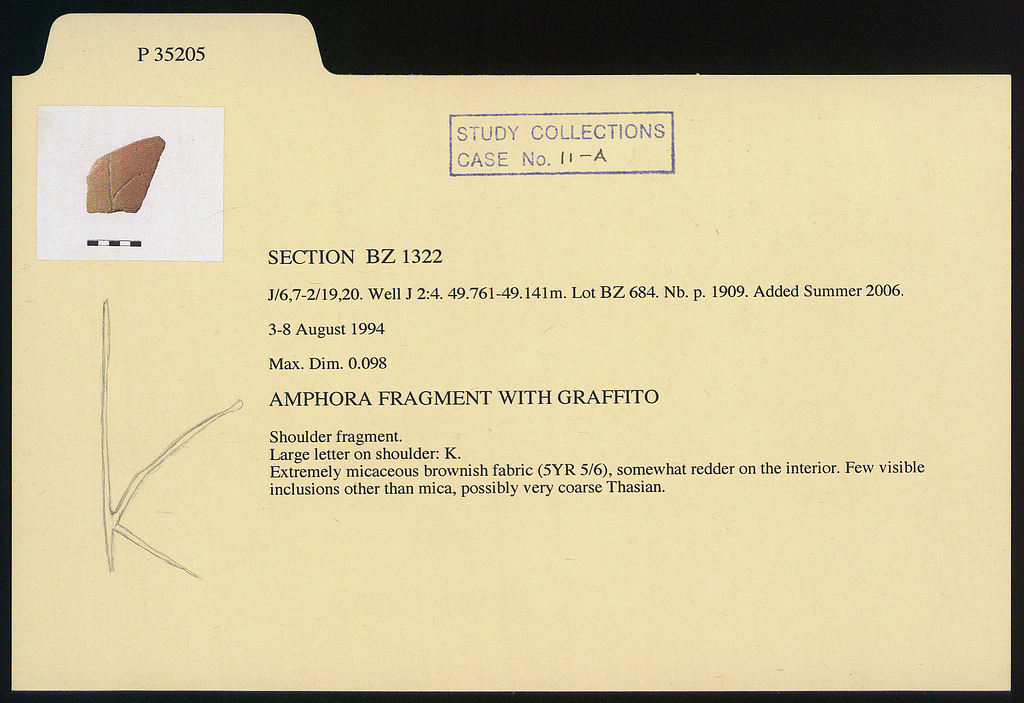 P 35205
STUDY COLLECTIONS
CASE No. 11-A
SECTION BZ 1322
J/6,7-2/19,20. Well J 2:4. 49.761-49.141m. Lot BZ 684. Nb. p. 1909. Added Summer 2006.
3-8 August 1994
Max. Dim. 0.098
AMPHORA FRAGMENT WITH GRAFFITO
Shoulder fragment.
Large letter on shoulder: K.
Extremely micaceous brownish fabric (5YR 5/6), somewhat redder on the interior. Few visible
inclusions other than mica, possibly very coarse Thasian.
K